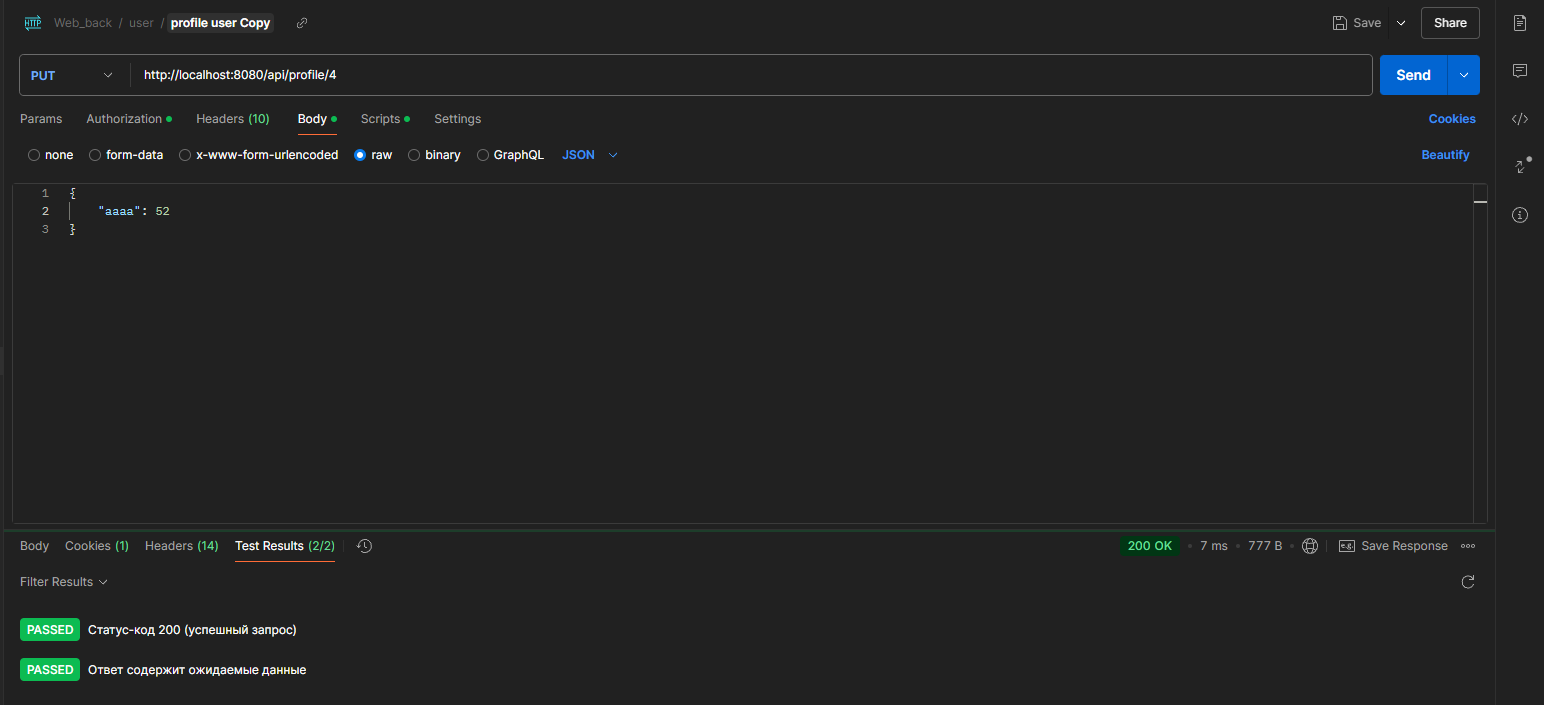 HTTP Web_back / user / profile user Copy Save Share
PUT http://localhost:8080/api/profile/4 Send
Params Authorization Headers (10) Body Scripts Settings Cookies
none form-data x-www-form-urlencoded raw binary GraphQL JSON Beautify
1 {
2 "aaaa": 52
3 }
Body Cookies (1) Headers (14) Test Results (2/2) 200 OK • 7 ms • 777 B • e.g. Save Response
Filter Results
PASSED Статус-код 200 (успешный запрос)
PASSED Ответ содержит ожидаемые данные